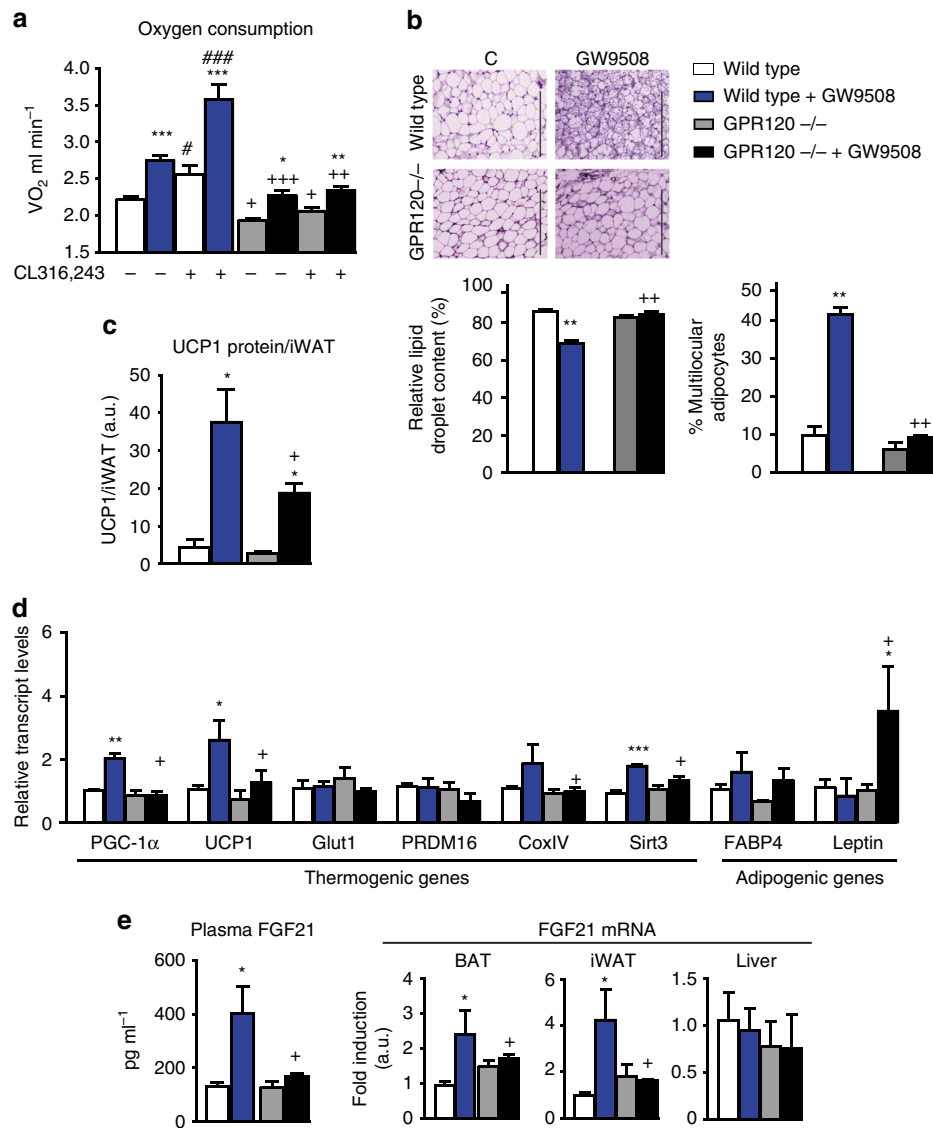 a
Oxygen consumption
VO2 ml min−1
4.0
3.5
3.0
2.5
2.0
1.5
***
#
###
***
+
*
+++
+
**
++
CL316,243
− − + + − − + +
b
C GW9508
Wild type
GPR120−/−
Wild type
Wild type + GW9508
GPR120 −/−
GPR120 −/− + GW9508
Relative lipid
droplet content (%)
100
80
60
40
20
0
**
++
% Multilocular
adipocytes
50
40
30
20
10
0
**
++
c
UCP1 protein/iWAT
UCP1/iWAT (a.u.)
50
40
30
20
10
0
*
+
*
d
Relative transcript levels
6
4
2
0
**
+
*
+
+
***
+
+
*
PGC-1α UCP1 Glut1 PRDM16 CoxIV Sirt3 FABP4 Leptin
Thermogenic genes Adipogenic genes
e
Plasma FGF21
pg ml−1
600
400
200
0
*
+
FGF21 mRNA
BAT iWAT Liver
Fold induction
(a.u.)
4
3
2
1
0
*
+
6
4
2
0
*
+
1.5
1.0
0.5
0